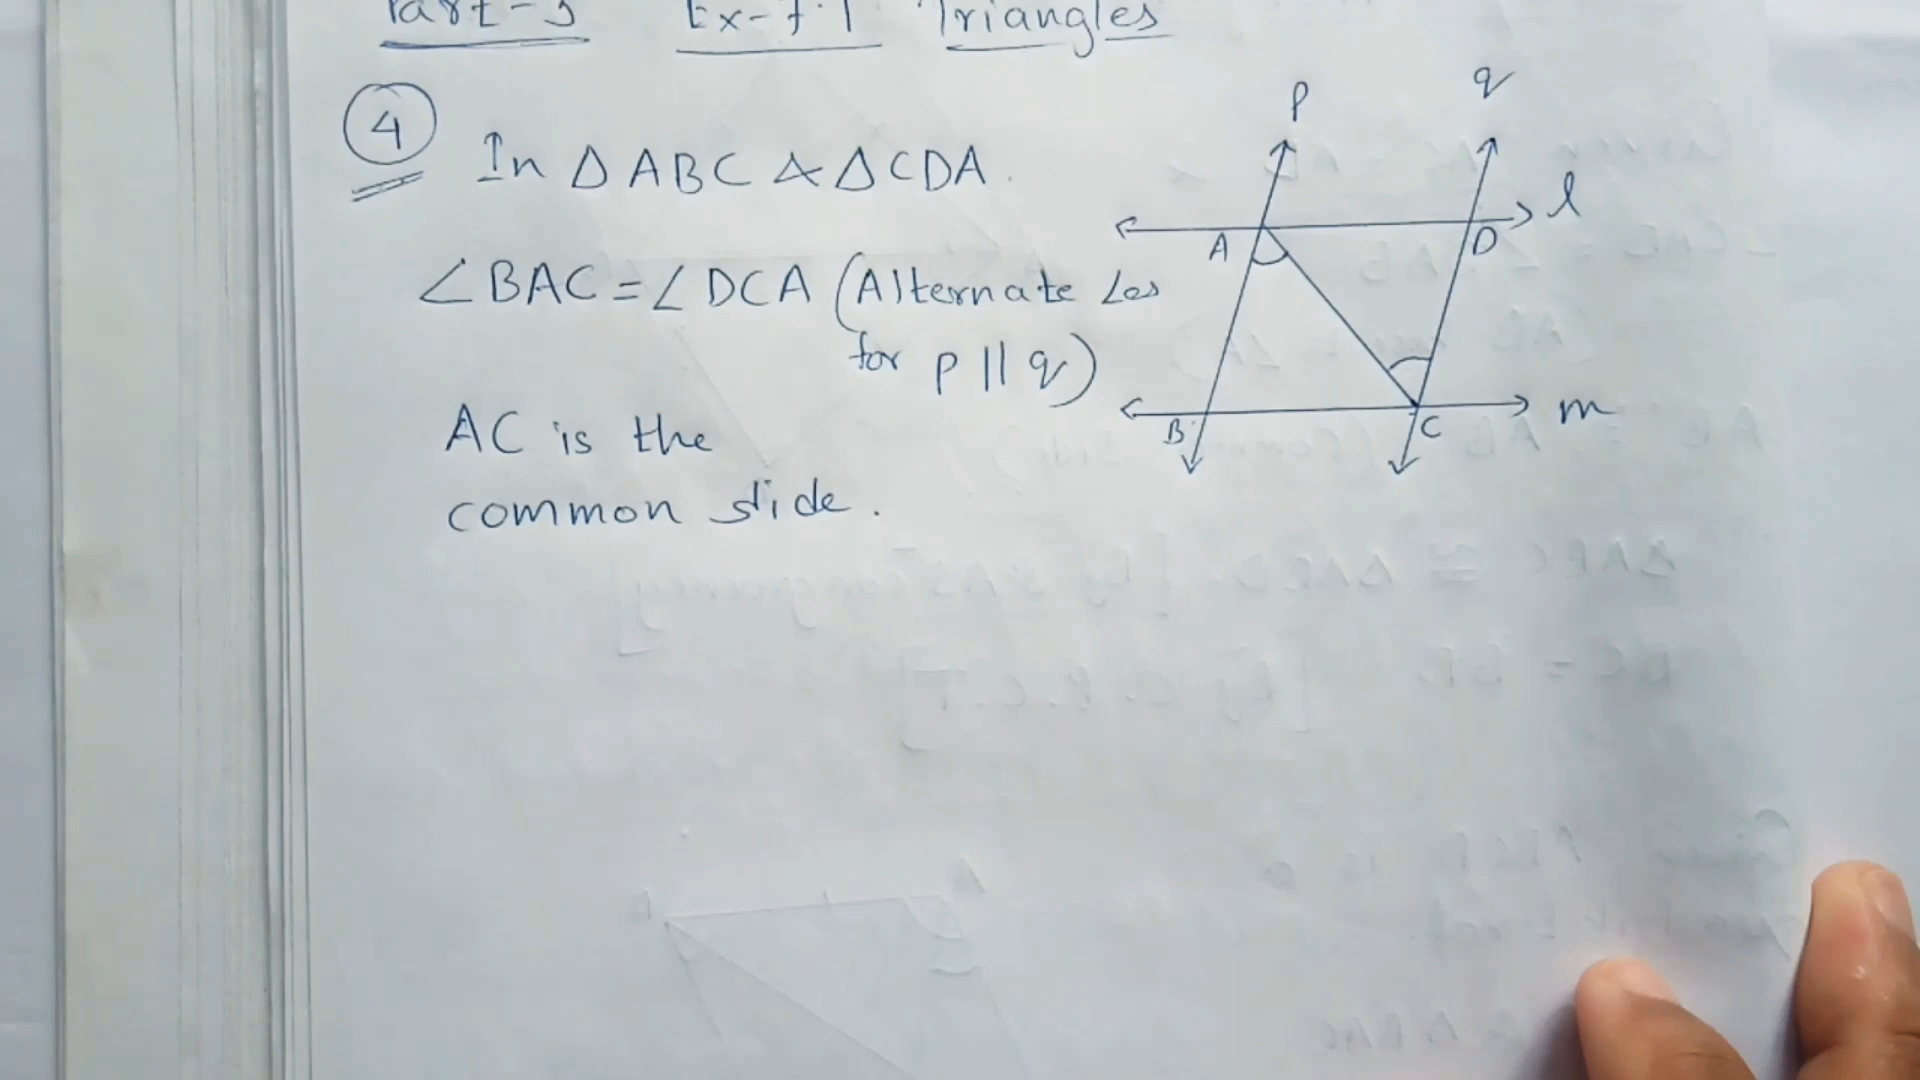 Part-3 Ex-7.1 Triangles
4
In △ABC & △CDA.
∠BAC = ∠DCA (Alternate ∠es
for p || q)
AC is the
common side.
p
q
l
A
D
m
B
C